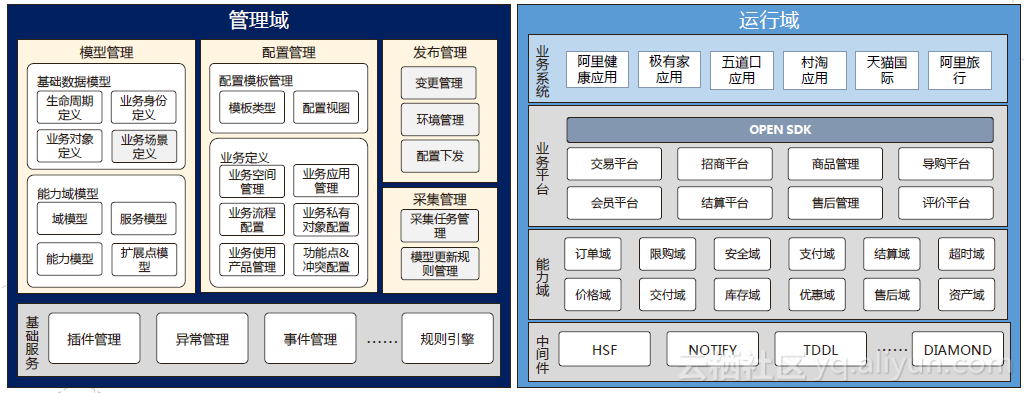 管理域
模型管理
基础数据模型
生命周期
定义
业务身份
定义
业务对象
定义
业务场景
定义
能力域模型
域模型
服务模型
能力模型
扩展点模
型
配置管理
配置模板管理
模板类型
配置视图
业务定义
业务空间
管理
业务应用
管理
业务流程
配置
业务私有
对象配置
业务使用
产品管理
功能点&
冲突配置
发布管理
变更管理
环境管理
配置下发
采集管理
采集任务管
理
模型更新规
则管理
基础服务
插件管理
异常管理
事件管理
……
规则引擎
运行域
业务系统
阿里健
康应用
极有家
应用
五道口
应用
村淘
应用
天猫国
际
阿里旅
行
业务平台
OPEN SDK
交易平台
招商平台
商品管理
导购平台
会员平台
结算平台
售后管理
评价平台
能力域
订单域
限购域
安全域
支付域
结算域
超时域
价格域
交付域
库存域
优惠域
售后域
资产域
中间件
HSF
NOTIFY
TDDL
……
DIAMOND
云栖社区 yq.aliyun.com